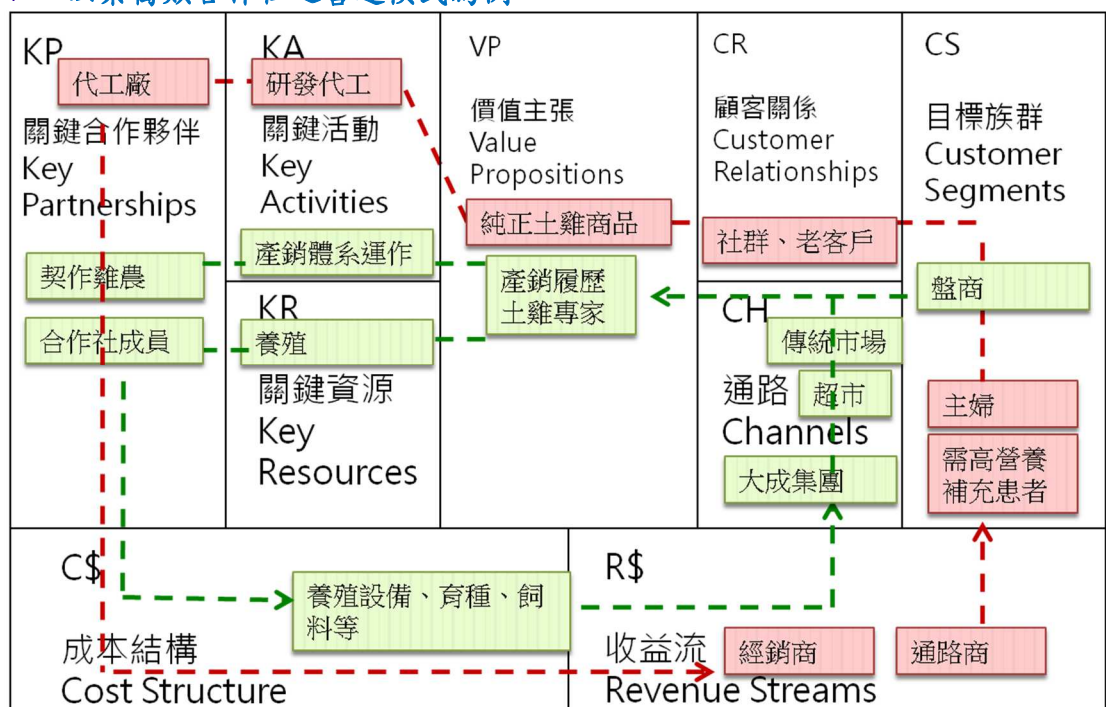 KP
代工廠
關鍵合作夥伴
Key
Partnerships
契作雞農
合作社成員
KA
研發代工
關鍵活動
Key
Activities
產銷體系運作
KR
養殖
關鍵資源
Key
Resources
VP
價值主張
Value
Propositions
純正土雞商品
產銷履歷
土雞專家
CR
顧客關係
Customer
Relationships
社群、老客戶
CH
傳統市場
通路
超市
Channels
大成集團
CS
目標族群
Customer
Segments
盤商
主婦
需高營養
補充患者
C$
養殖設備、育種、飼
料等
成本結構
Cost Structure
R$
收益流
經銷商
通路商
Revenue Streams